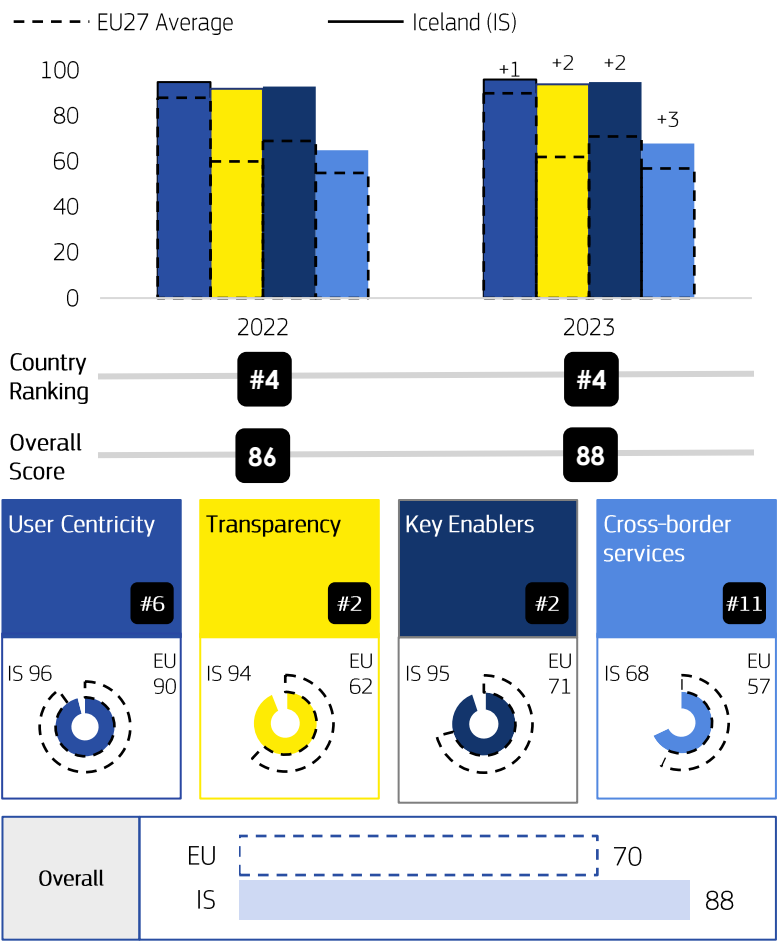 EU27 Average
Iceland (IS)
100
80
60
40
20
0
+1
+2
+2
+3
2022
2023
Country
Ranking
#4
#4
Overall
Score
86
88
User Centricity
#6
Transparency
#2
Key Enablers
#2
Cross-border
services
#11
IS 96
EU
90
IS 94
EU
62
IS 95
EU
71
IS 68
EU
57
Overall
EU
70
IS
88